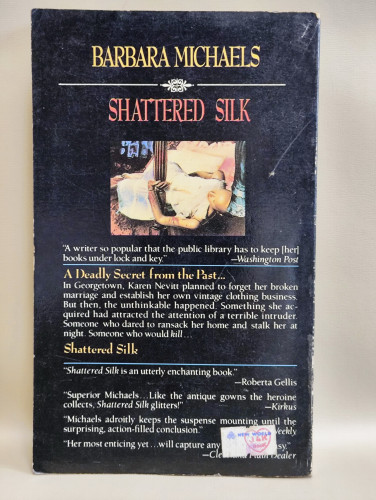 BARBARA MICHAELS
SHATTERED SILK
"A writer so popular that the public library has to keep [her]
books under lock and key."
—Washington Post
A Deadly Secret from the Past...
In Georgetown, Karen Nevitt planned to forget her broken
marriage and establish her own vintage clothing business.
But then, the unthinkable happened. Something she ac-
quired had attracted the attention of a terrible intruder.
Someone who dared to ransack her home and stalk her at
night. Someone who would kill...
Shattered Silk
"Shattered Silk is an utterly enchanting book."
—Roberta Gellis
"Superior Michaels...Like the antique gowns the heroine
collects, Shattered Silk glitters!"
—Kirkus
"Michaels adroitly keeps the suspense mounting until the
surprising, action-filled conclusion."
ekly
"Her most enticing yet...will capture any
sy."
Dealer